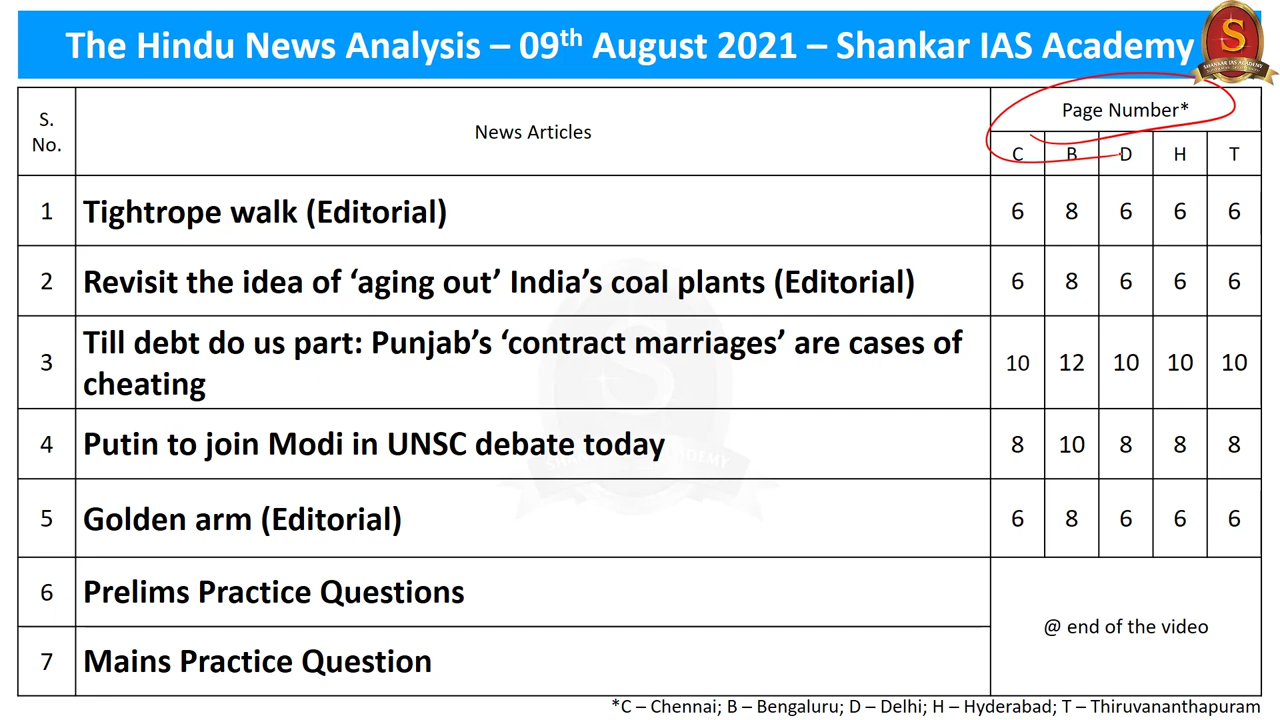 The Hindu News Analysis – 09th August 2021 – Shankar IAS Academy
S
SHANKAR IAS ACADEMY
S. No.
News Articles
Page Number*
C B D H T
1 Tightrope walk (Editorial) 6 8 6 6 6
2 Revisit the idea of ‘aging out’ India’s coal plants (Editorial) 6 8 6 6 6
3 Till debt do us part: Punjab’s ‘contract marriages’ are cases of
cheating 10 12 10 10 10
4 Putin to join Modi in UNSC debate today 8 10 8 8 8
5 Golden arm (Editorial) 6 8 6 6 6
6 Prelims Practice Questions
@ end of the video
7 Mains Practice Question
*C – Chennai; B – Bengaluru; D – Delhi; H – Hyderabad; T – Thiruvananthapuram